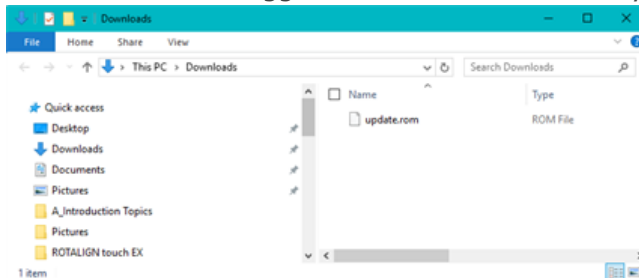 Downloads
File Home Share View
This PC > Downloads
Search Downloads
Name Type
Quick access
Desktop
update.rom ROM File
Downloads
Documents
Pictures
A_Introduction Topics
Pictures
ROTALIGN touch EX
1 item